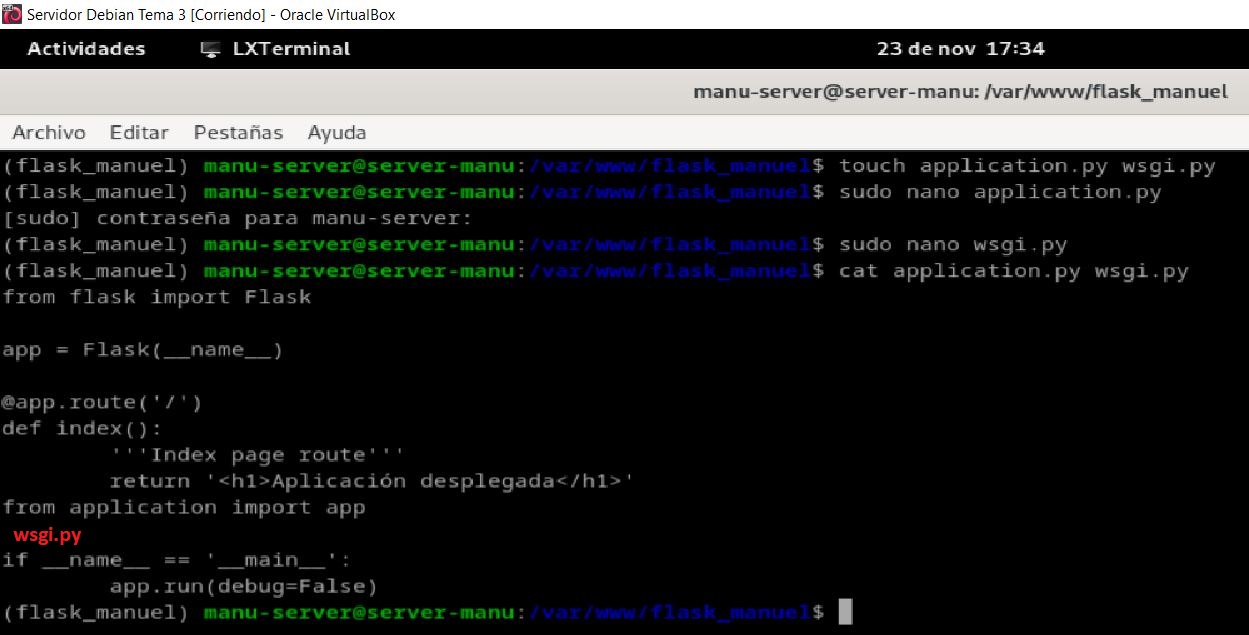 Servidor Debian Tema 3 [Corriendo] - Oracle VirtualBox
Actividades LXTerminal 23 de nov 17:34
manu-server@server-manu: /var/www/flask_manuel
Archivo Editar Pestañas Ayuda
(flask_manuel) manu-server@server-manu:/var/www/flask_manuel$ touch application.py wsgi.py
(flask_manuel) manu-server@server-manu:/var/www/flask_manuel$ sudo nano application.py
[sudo] contraseña para manu-server:
(flask_manuel) manu-server@server-manu:/var/www/flask_manuel$ sudo nano wsgi.py
(flask_manuel) manu-server@server-manu:/var/www/flask_manuel$ cat application.py wsgi.py
from flask import Flask
app = Flask(__name__)
@app.route('/')
def index():
'''Index page route'''
return '<h1>Aplicación desplegada</h1>'
from application import app
wsgi.py
if __name__ == '__main__':
app.run(debug=False)
(flask_manuel) manu-server@server-manu:/var/www/flask_manuel$